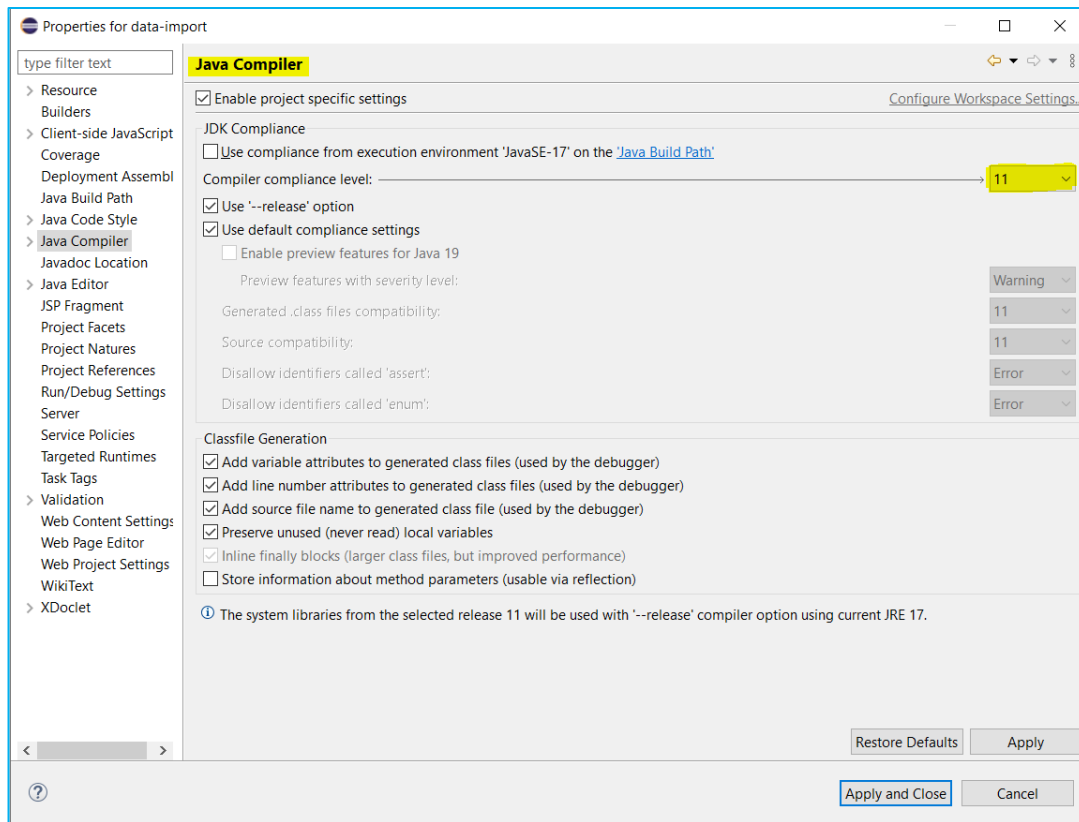 Properties for data-import
type filter text
Resource
Builders
Client-side JavaScript
Coverage
Deployment Assembl
Java Build Path
Java Code Style
Java Compiler
Javadoc Location
Java Editor
JSP Fragment
Project Facets
Project Natures
Project References
Run/Debug Settings
Server
Service Policies
Targeted Runtimes
Task Tags
Validation
Web Content Settings
Web Page Editor
Web Project Settings
WikiText
XDoclet
Java Compiler
Enable project specific settings
Configure Workspace Settings.
JDK Compliance
Use compliance from execution environment 'JavaSE-17' on the 'Java Build Path'
Compiler compliance level: 11
Use '--release' option
Use default compliance settings
Enable preview features for Java 19
Preview features with severity level: Warning
Generated .class files compatibility: 11
Source compatibility: 11
Disallow identifiers called 'assert': Error
Disallow identifiers called 'enum': Error
Classfile Generation
Add variable attributes to generated class files (used by the debugger)
Add line number attributes to generated class files (used by the debugger)
Add source file name to generated class file (used by the debugger)
Preserve unused (never read) local variables
Inline finally blocks (larger class files, but improved performance)
Store information about method parameters (usable via reflection)
The system libraries from the selected release 11 will be used with '--release' compiler option using current JRE 17.
Restore Defaults
Apply
Apply and Close
Cancel